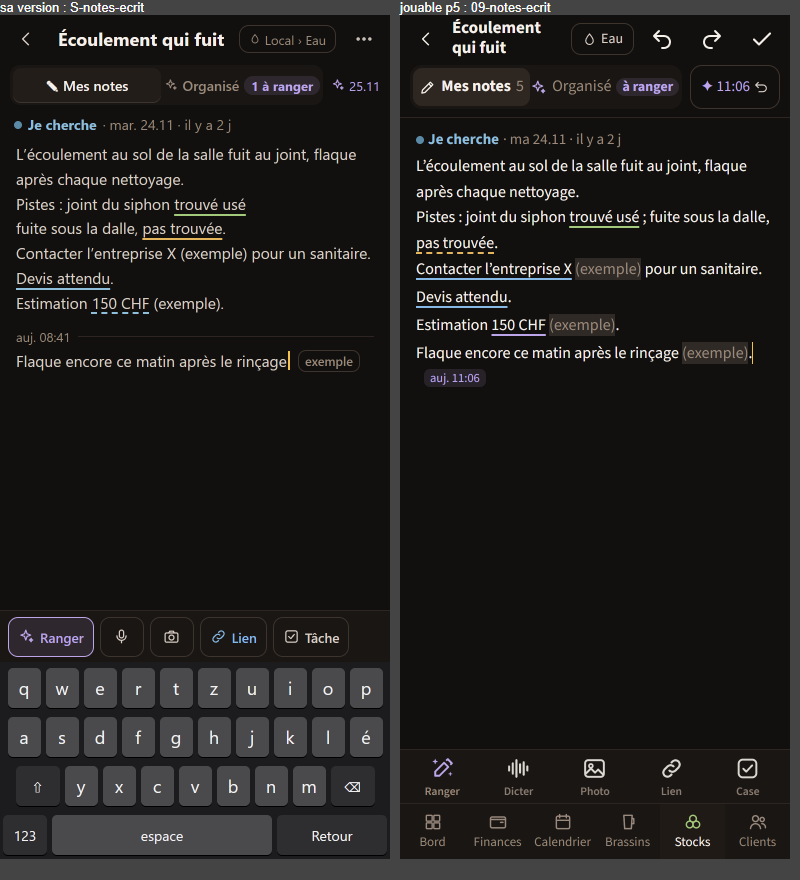 sa version : S-notes-ecrit
Écoulement qui fuit
Local › Eau
Mes notes
Organisé
1 à ranger
25.11
Je cherche · mar. 24.11 · il y a 2 j
L’écoulement au sol de la salle fuit au joint, flaque
après chaque nettoyage.
Pistes : joint du siphon trouvé usé
fuite sous la dalle, pas trouvée.
Contacter l’entreprise X (exemple) pour un sanitaire.
Devis attendu.
Estimation 150 CHF (exemple).
auj. 08:41
Flaque encore ce matin après le rinçage
exemple
Ranger
Lien
Tâche
q w e r t z u i o p
a s d f g h j k l é
y x c v b n m
123 espace Retour
jouable p5 : 09-notes-ecrit
Écoulement
qui fuit
Eau
Mes notes 5
Organisé
à ranger
11:06
Je cherche · ma 24.11 · il y a 2 j
L’écoulement au sol de la salle fuit au joint, flaque
après chaque nettoyage.
Pistes : joint du siphon trouvé usé ; fuite sous la dalle,
pas trouvée.
Contacter l’entreprise X (exemple) pour un sanitaire.
Devis attendu.
Estimation 150 CHF (exemple).
Flaque encore ce matin après le rinçage (exemple).
auj. 11:06
Ranger Dicter Photo Lien Case
Bord Finances Calendrier Brassins Stocks Clients